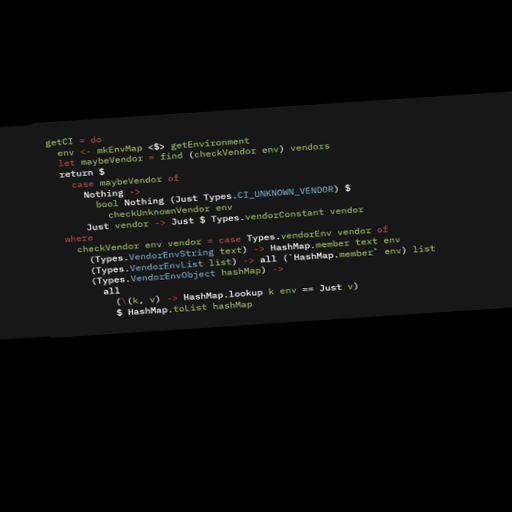 getCI = do
  env <- mkEnvMap <$> getEnvironment
  let maybeVendor = find (checkVendor env) vendors
  return $
    case maybeVendor of
      Nothing ->
        bool Nothing (Just Types.CI_UNKNOWN_VENDOR) $
          checkUnknownVendor env
      Just vendor -> Just $ Types.vendorConstant vendor
  where
    checkVendor env vendor = case Types.vendorEnv vendor of
      (Types.VendorEnvString text) -> HashMap.member text env
      (Types.VendorEnvList list) -> all (`HashMap.member` env) list
      (Types.VendorEnvObject hashMap) ->
        all
          (\(k, v) -> HashMap.lookup k env == Just v)
          $ HashMap.toList hashMap